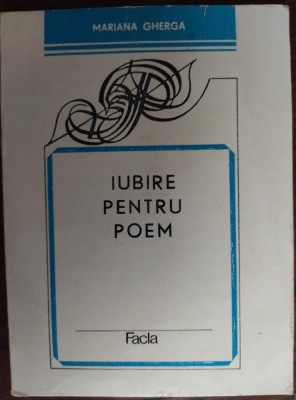 MARIANA GHERGA
IUBIRE
PENTRU
POEM
Facla